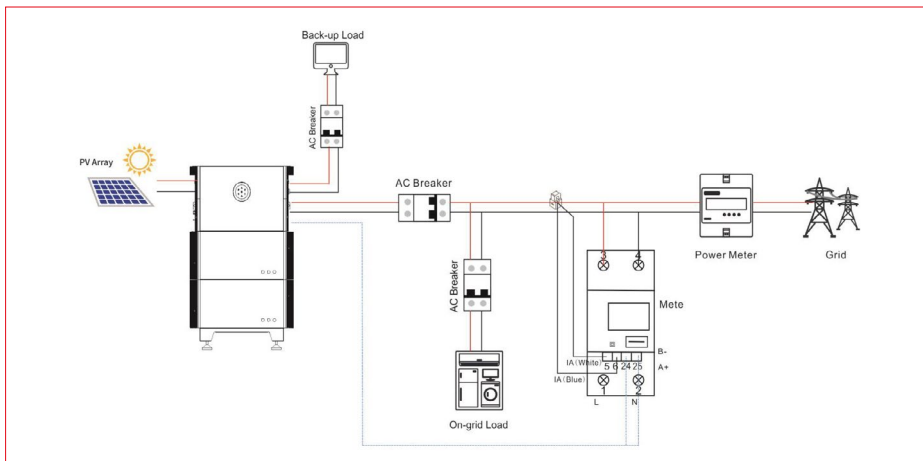 Back-up Load
AC Breaker
PV Array
AC Breaker
AC Breaker
On-grid Load
3 4
Mete
IA(White)
IA(Blue)
5 6 24 25
B-
A+
1 2
L N
Power Meter
Grid